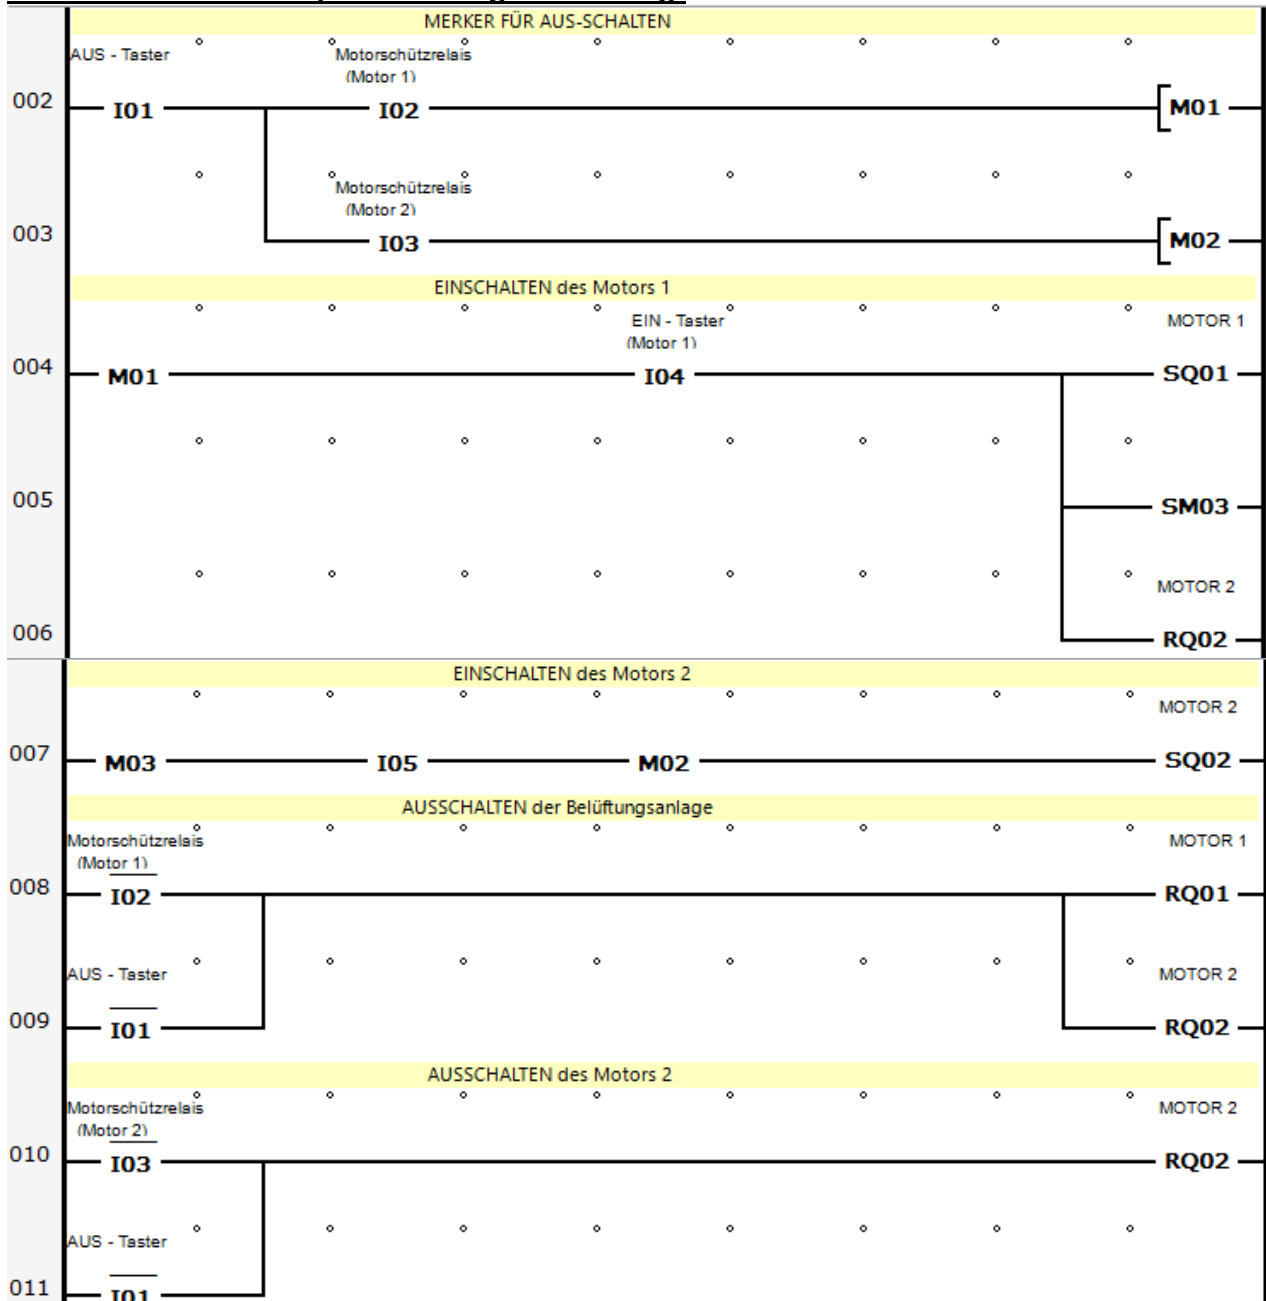 MERKER FÜR AUS-SCHALTEN
AUS - Taster Motorschützrelais
(Motor 1)
002 I01 I02 M01
Motorschützrelais
(Motor 2)
003 I03 M02
EINSCHALTEN des Motors 1
EIN - Taster MOTOR 1
(Motor 1)
004 M01 I04 SQ01
005 SM03
MOTOR 2
006 RQ02
EINSCHALTEN des Motors 2
MOTOR 2
007 M03 I05 M02 SQ02
AUSSCHALTEN der Belüftungsanlage
Motorschützrelais MOTOR 1
(Motor 1)
008 I02 RQ01
AUS - Taster MOTOR 2
009 I01 RQ02
AUSSCHALTEN des Motors 2
Motorschützrelais MOTOR 2
(Motor 2)
010 I03 RQ02
AUS - Taster
011 I01